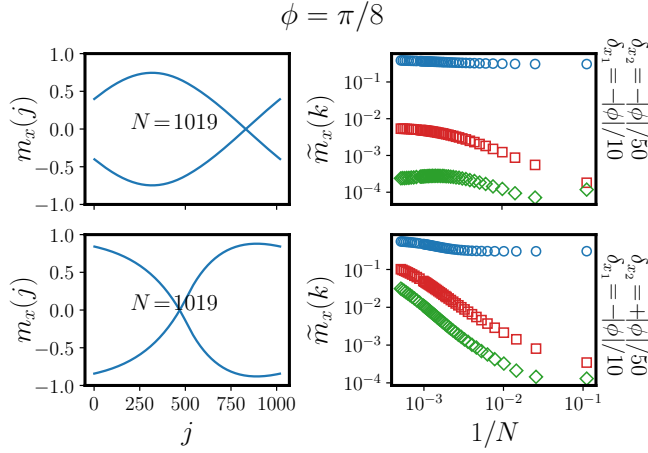 ϕ = π/8
1.0
0.5
0.0
−0.5
−1.0
m_x(j)
N = 1019
10^−1
10^−2
10^−3
10^−4
m̃_x(k)
δ_{x_2} = −|ϕ|/50
δ_{x_1} = −|ϕ|/10
1.0
0.5
0.0
−0.5
−1.0
m_x(j)
N = 1019
0
500
1000
j
10^−1
10^−2
10^−3
10^−4
m̃_x(k)
10^−3
10^−2
10^−1
1/N
δ_{x_2} = +|ϕ|/50
δ_{x_1} = −|ϕ|/10